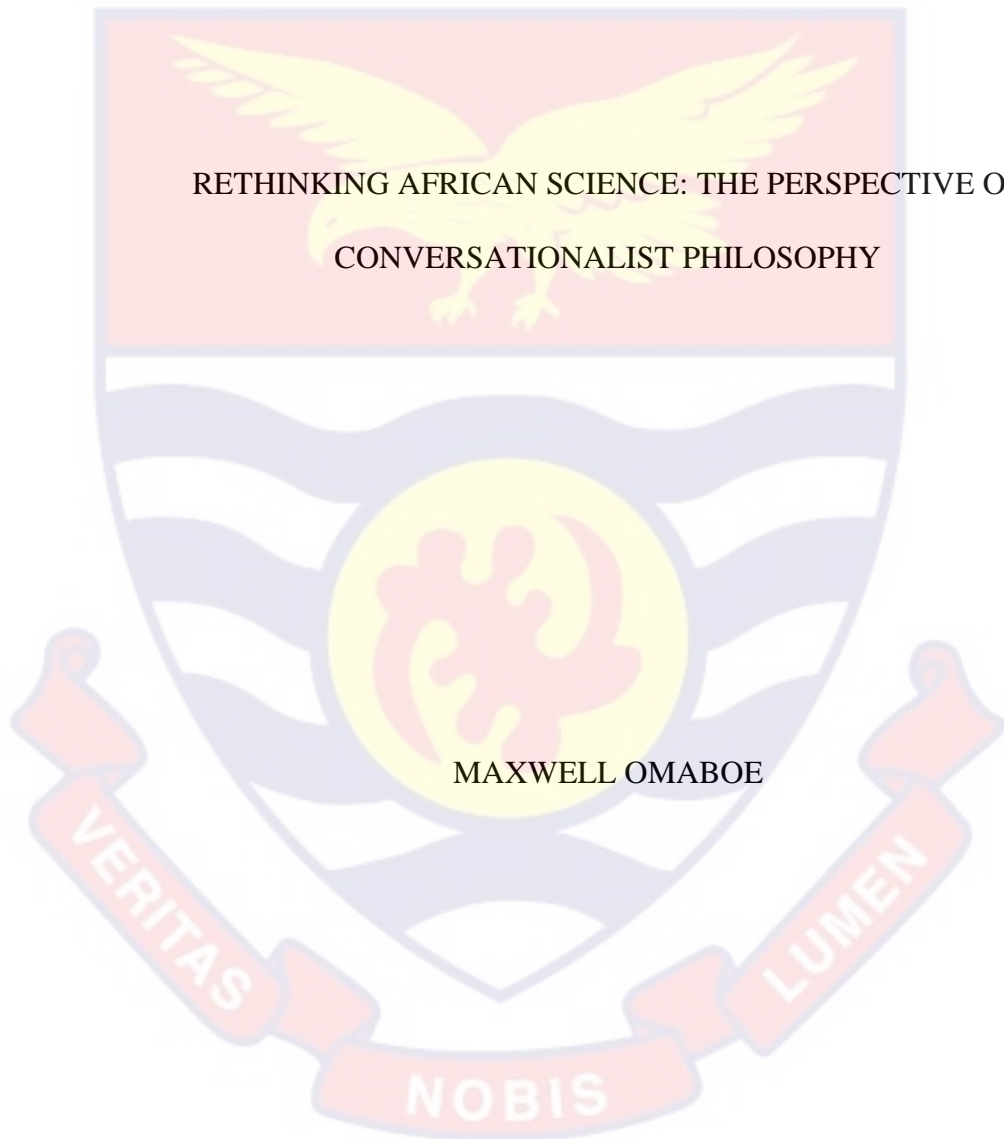 RETHINKING AFRICAN SCIENCE: THE PERSPECTIVE O
CONVERSATIONALIST PHILOSOPHY
MAXWELL OMABOE
VERITAS
NOBIS
LUMEN